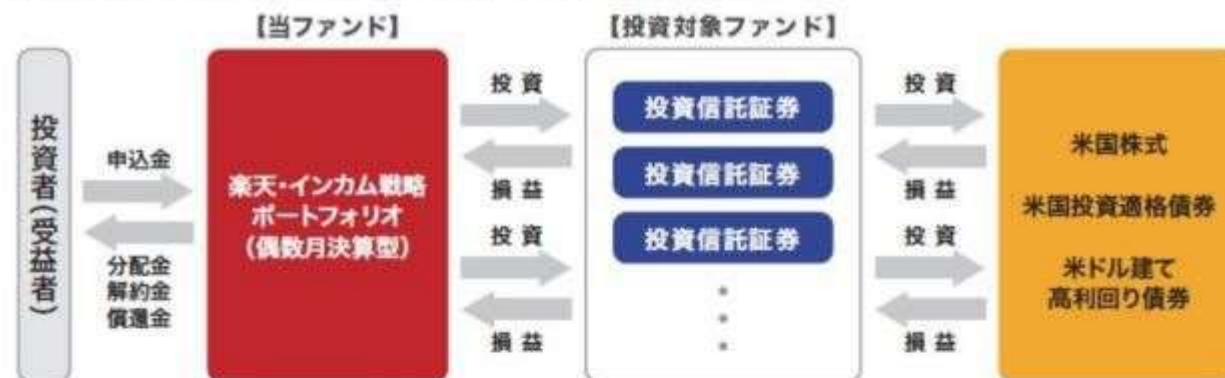 【当ファンド】
【投資対象ファンド】
投資者(受益者)
申込金
分配金
解約金
償還金
楽天・インカム戦略
ポートフォリオ
(偶数月決算型)
投資
損益
投資
損益
投資信託証券
投資信託証券
投資信託証券
投資
損益
投資
損益
米国株式
米国投資適格債券
米ドル建て
高利回り債券